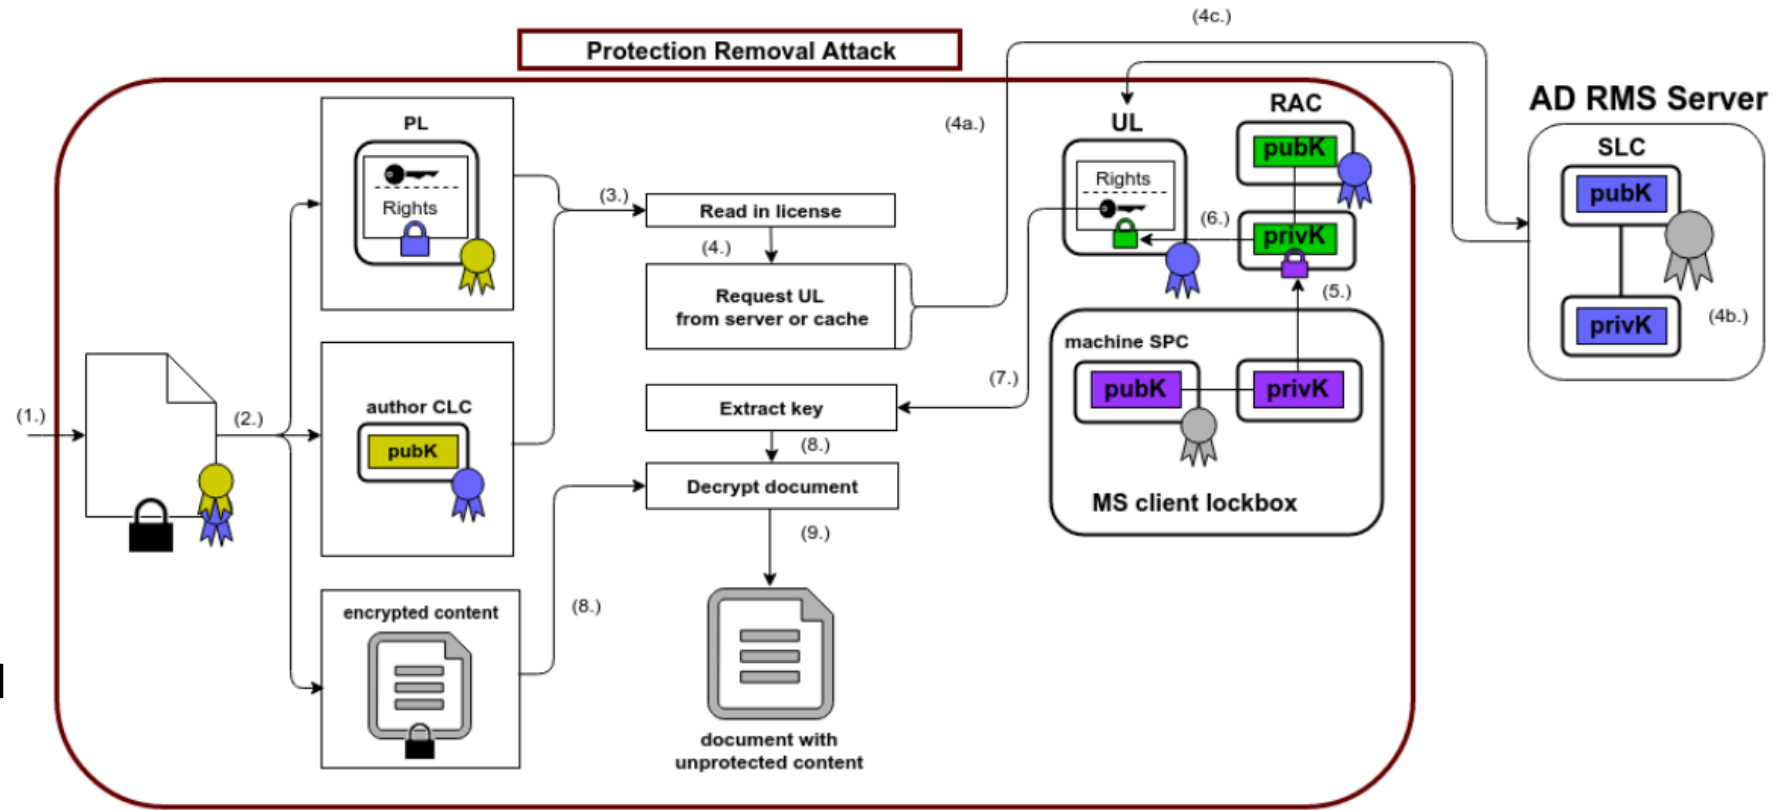 (4c.)
Protection Removal Attack
AD RMS Server
(4a.)
PL
Rights
UL
Rights
RAC
pubK
privK
SLC
pubK
privK
(4b.)
(3.)
Read in license
(4.)
Request UL
from server or cache
(6.)
(5.)
machine SPC
pubK
privK
MS client lockbox
(7.)
(1.)
(2.)
author CLC
pubK
Extract key
(8.)
Decrypt document
(9.)
encrypted content
(8.)
document with
unprotected content